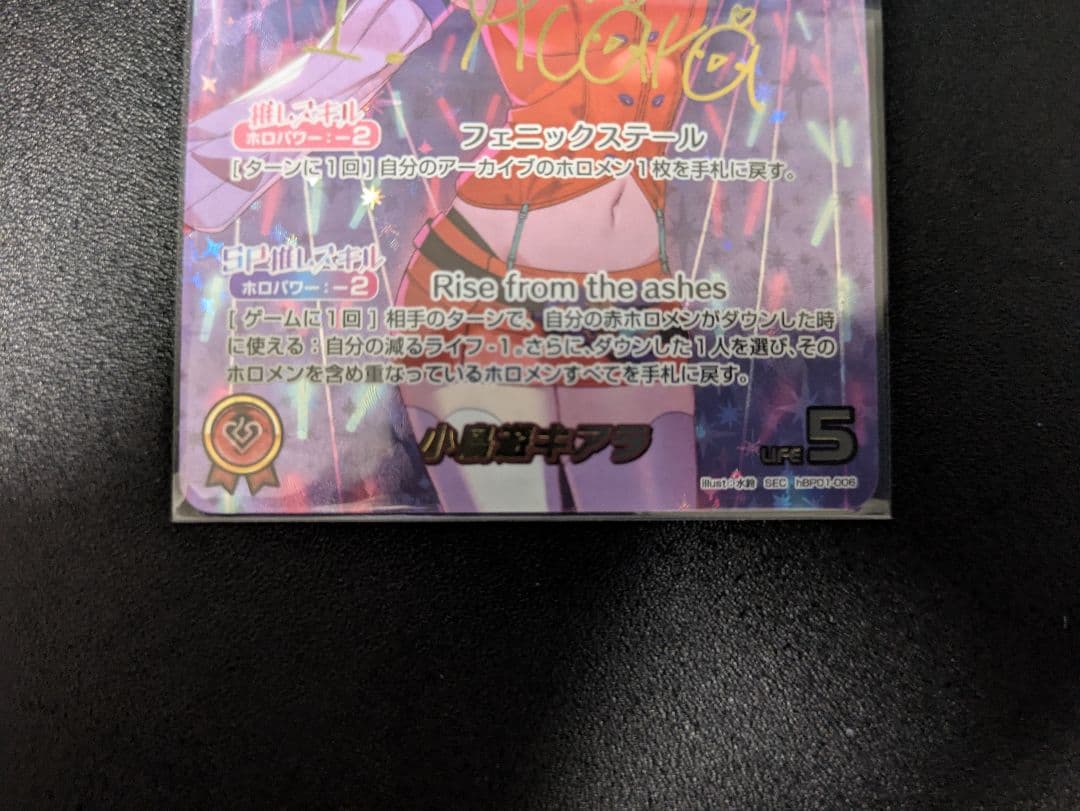 推しスキル
ホロパワー：－2
フェニックステール
[ターンに１回]自分のアーカイブのホロメン１枚を手札に戻す。
SP推しスキル
ホロパワー：－2
Rise from the ashes
[ ゲームに１回 ] 相手のターンで、自分の赤ホロメンがダウンした時
に使える：自分の減るライフ-１。さらに、ダウンした１人を選び、その
ホロメンを含め重なっているホロメンすべてを手札に戻す。
小鳥遊キアラ
LIFE 5
illust：水鈴 SEC hBP01-006